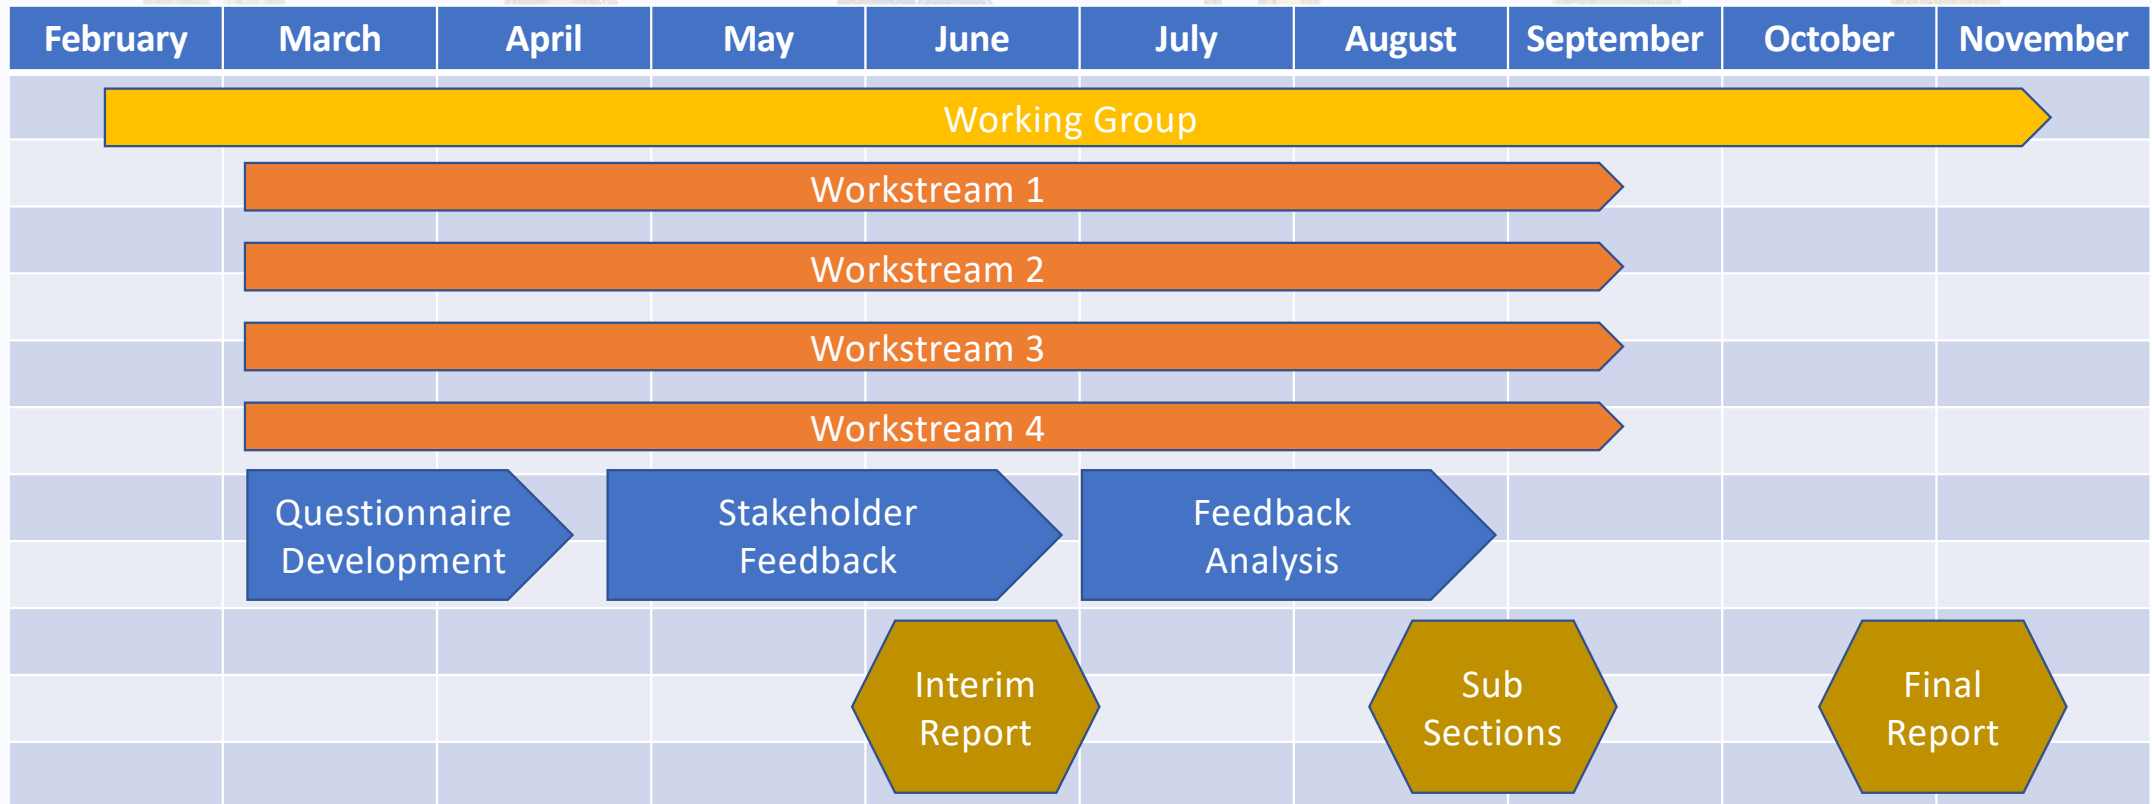 February March April May June July August September October November
Working Group
Workstream 1
Workstream 2
Workstream 3
Workstream 4
Questionnaire
Development
Stakeholder
Feedback
Feedback
Analysis
Interim
Report
Sub
Sections
Final
Report